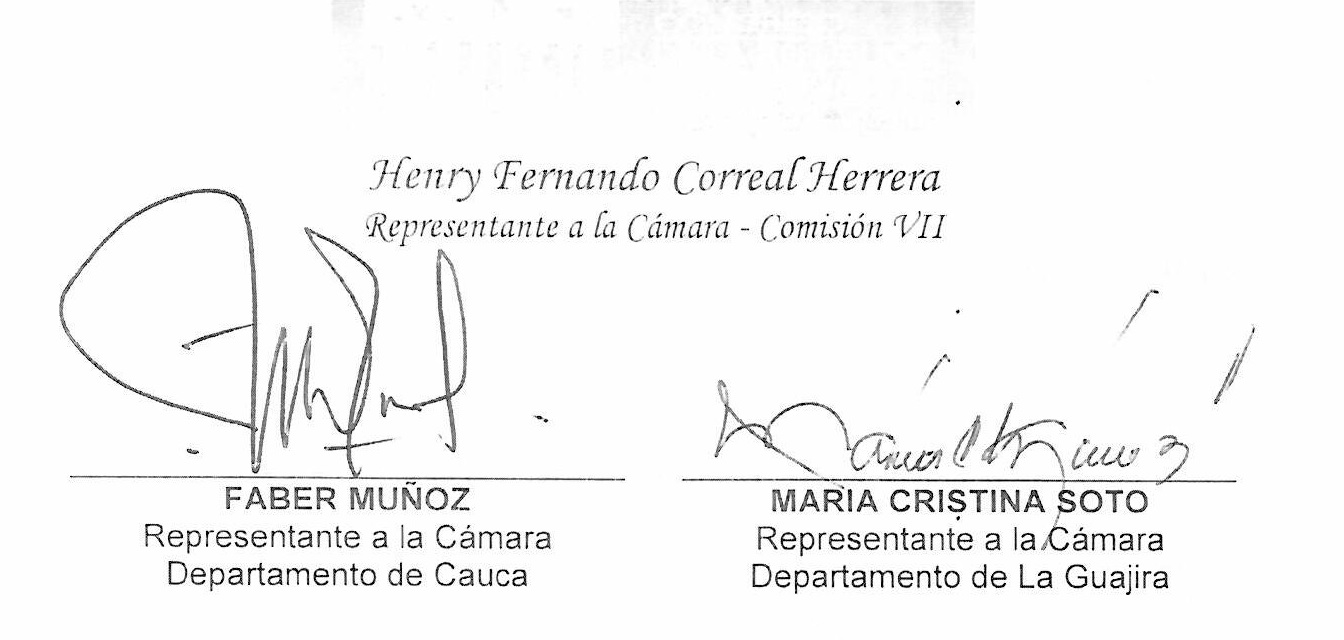 Henry Fernando Correal Herrera
Representante a la Cámara - Comisión VII
FABER MUÑOZ
Representante a la Cámara
Departamento de Cauca
MARIA CRISTINA SOTO
Representante a la Cámara
Departamento de La Guajira